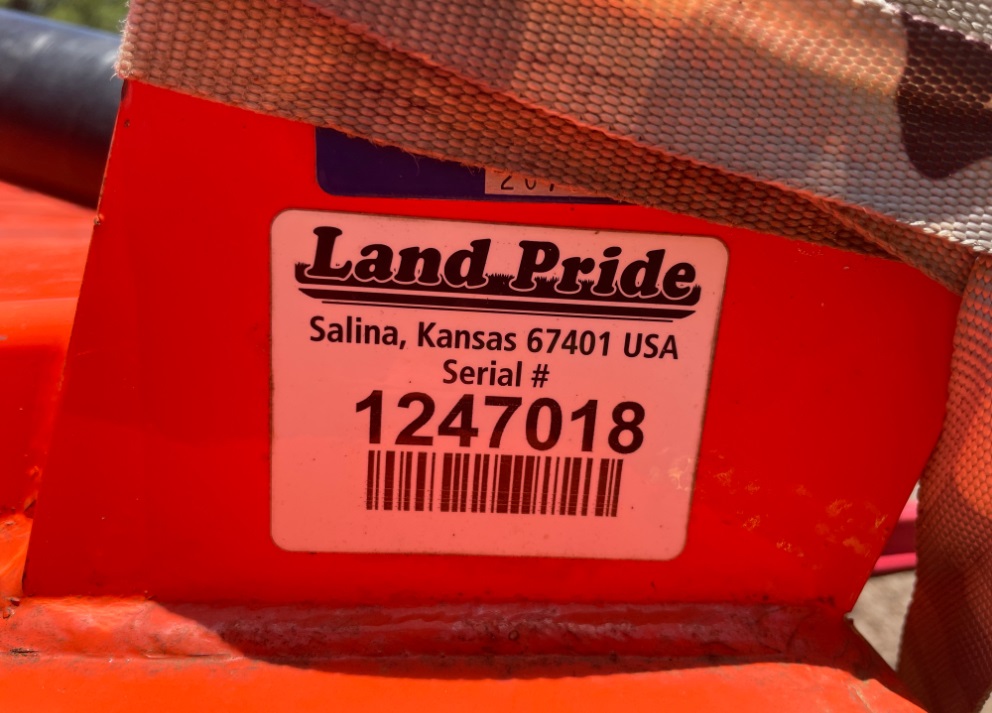 Land Pride
Salina, Kansas 67401 USA
Serial #
1247018